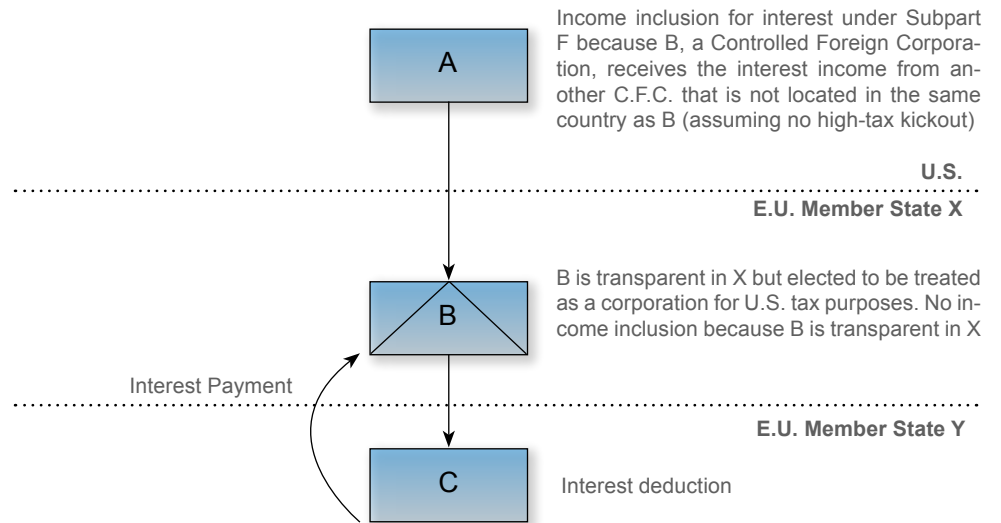 Income inclusion for interest under Subpart
F because B, a Controlled Foreign Corpora-
tion, receives the interest income from an-
other C.F.C. that is not located in the same
country as B (assuming no high-tax kickout)
A
U.S.
E.U. Member State X
B is transparent in X but elected to be treated
as a corporation for U.S. tax purposes. No in-
come inclusion because B is transparent in X
B
Interest Payment
E.U. Member State Y
C
Interest deduction